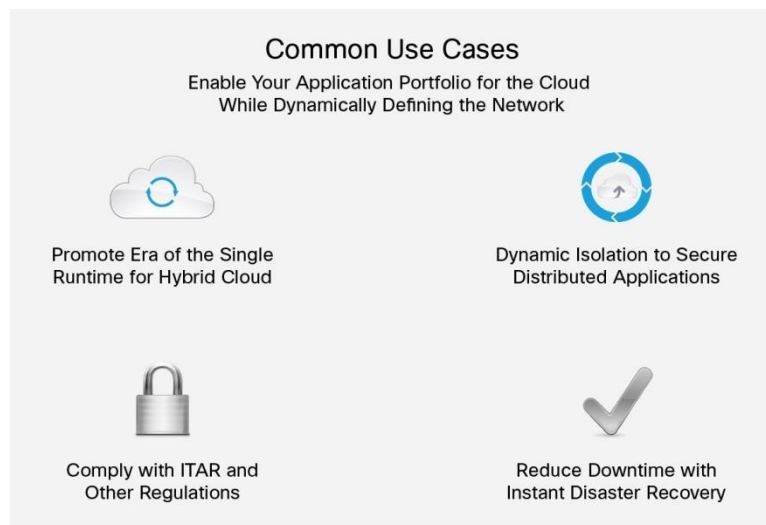 Common Use Cases
Enable Your Application Portfolio for the Cloud
While Dynamically Defining the Network
Promote Era of the Single
Runtime for Hybrid Cloud
Dynamic Isolation to Secure
Distributed Applications
Comply with ITAR and
Other Regulations
Reduce Downtime with
Instant Disaster Recovery